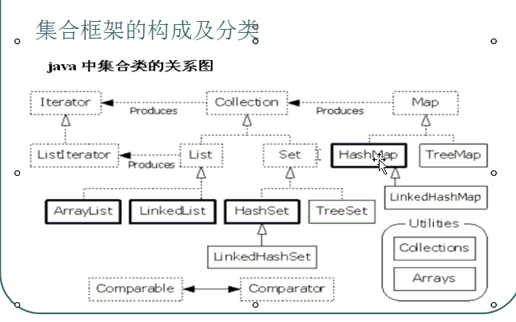 集合框架的构成及分类
java 中集合类的关系图
Iterator
Produces
Collection
Produces
Map
ListIterator
Produces
List
Set
HashMap
TreeMap
ArrayList
LinkedList
HashSet
TreeSet
LinkedHashMap
LinkedHashSet
Utilities
Collections
Arrays
Comparable
Comparator